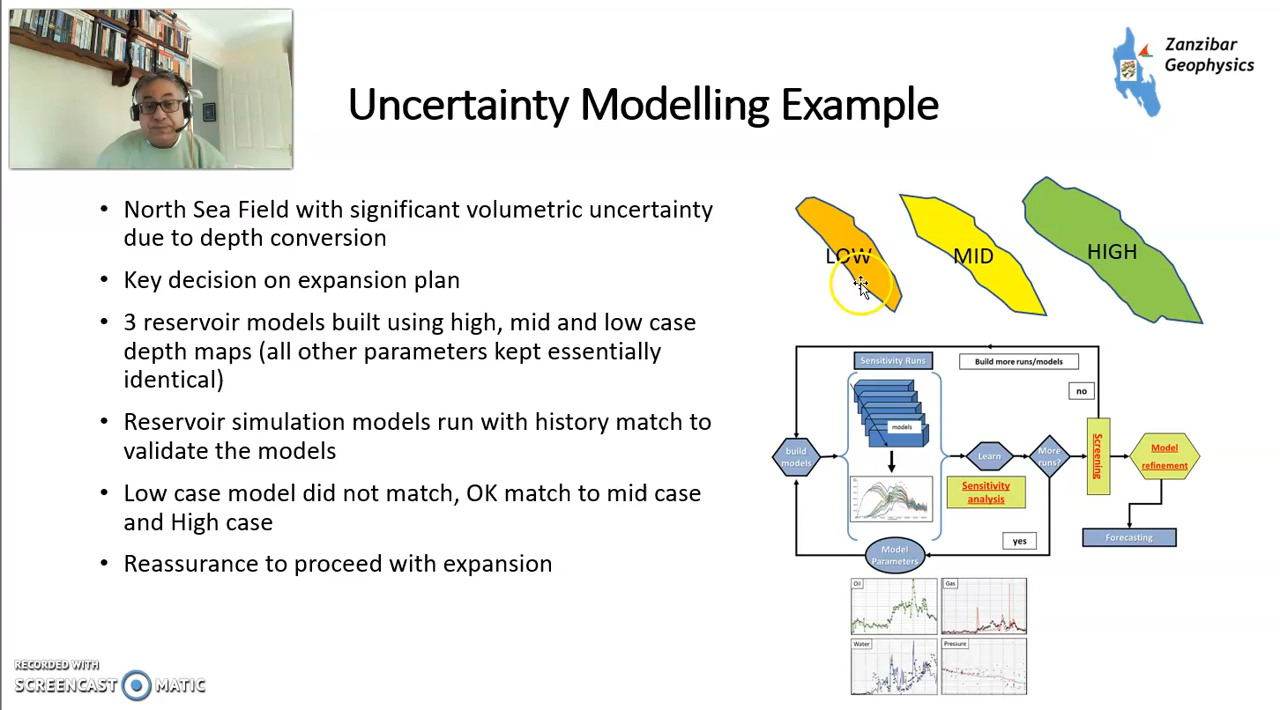 Zanzibar
Geophysics
Uncertainty Modelling Example
• North Sea Field with significant volumetric uncertainty
due to depth conversion
• Key decision on expansion plan
• 3 reservoir models built using high, mid and low case
depth maps (all other parameters kept essentially
identical)
• Reservoir simulation models run with history match to
validate the models
• Low case model did not match, OK match to mid case
and High case
• Reassurance to proceed with expansion
LOW
MID
HIGH
Sensitivity Runs
Build more runs/models
no
models
build
models
Learn
More
runs?
Screening
Model
refinement
Sensitivity
analysis
yes
Forecasting
Model
Parameters
Oil
Gas
Water
Pressure
RECORDED WITH
SCREENCAST MATIC